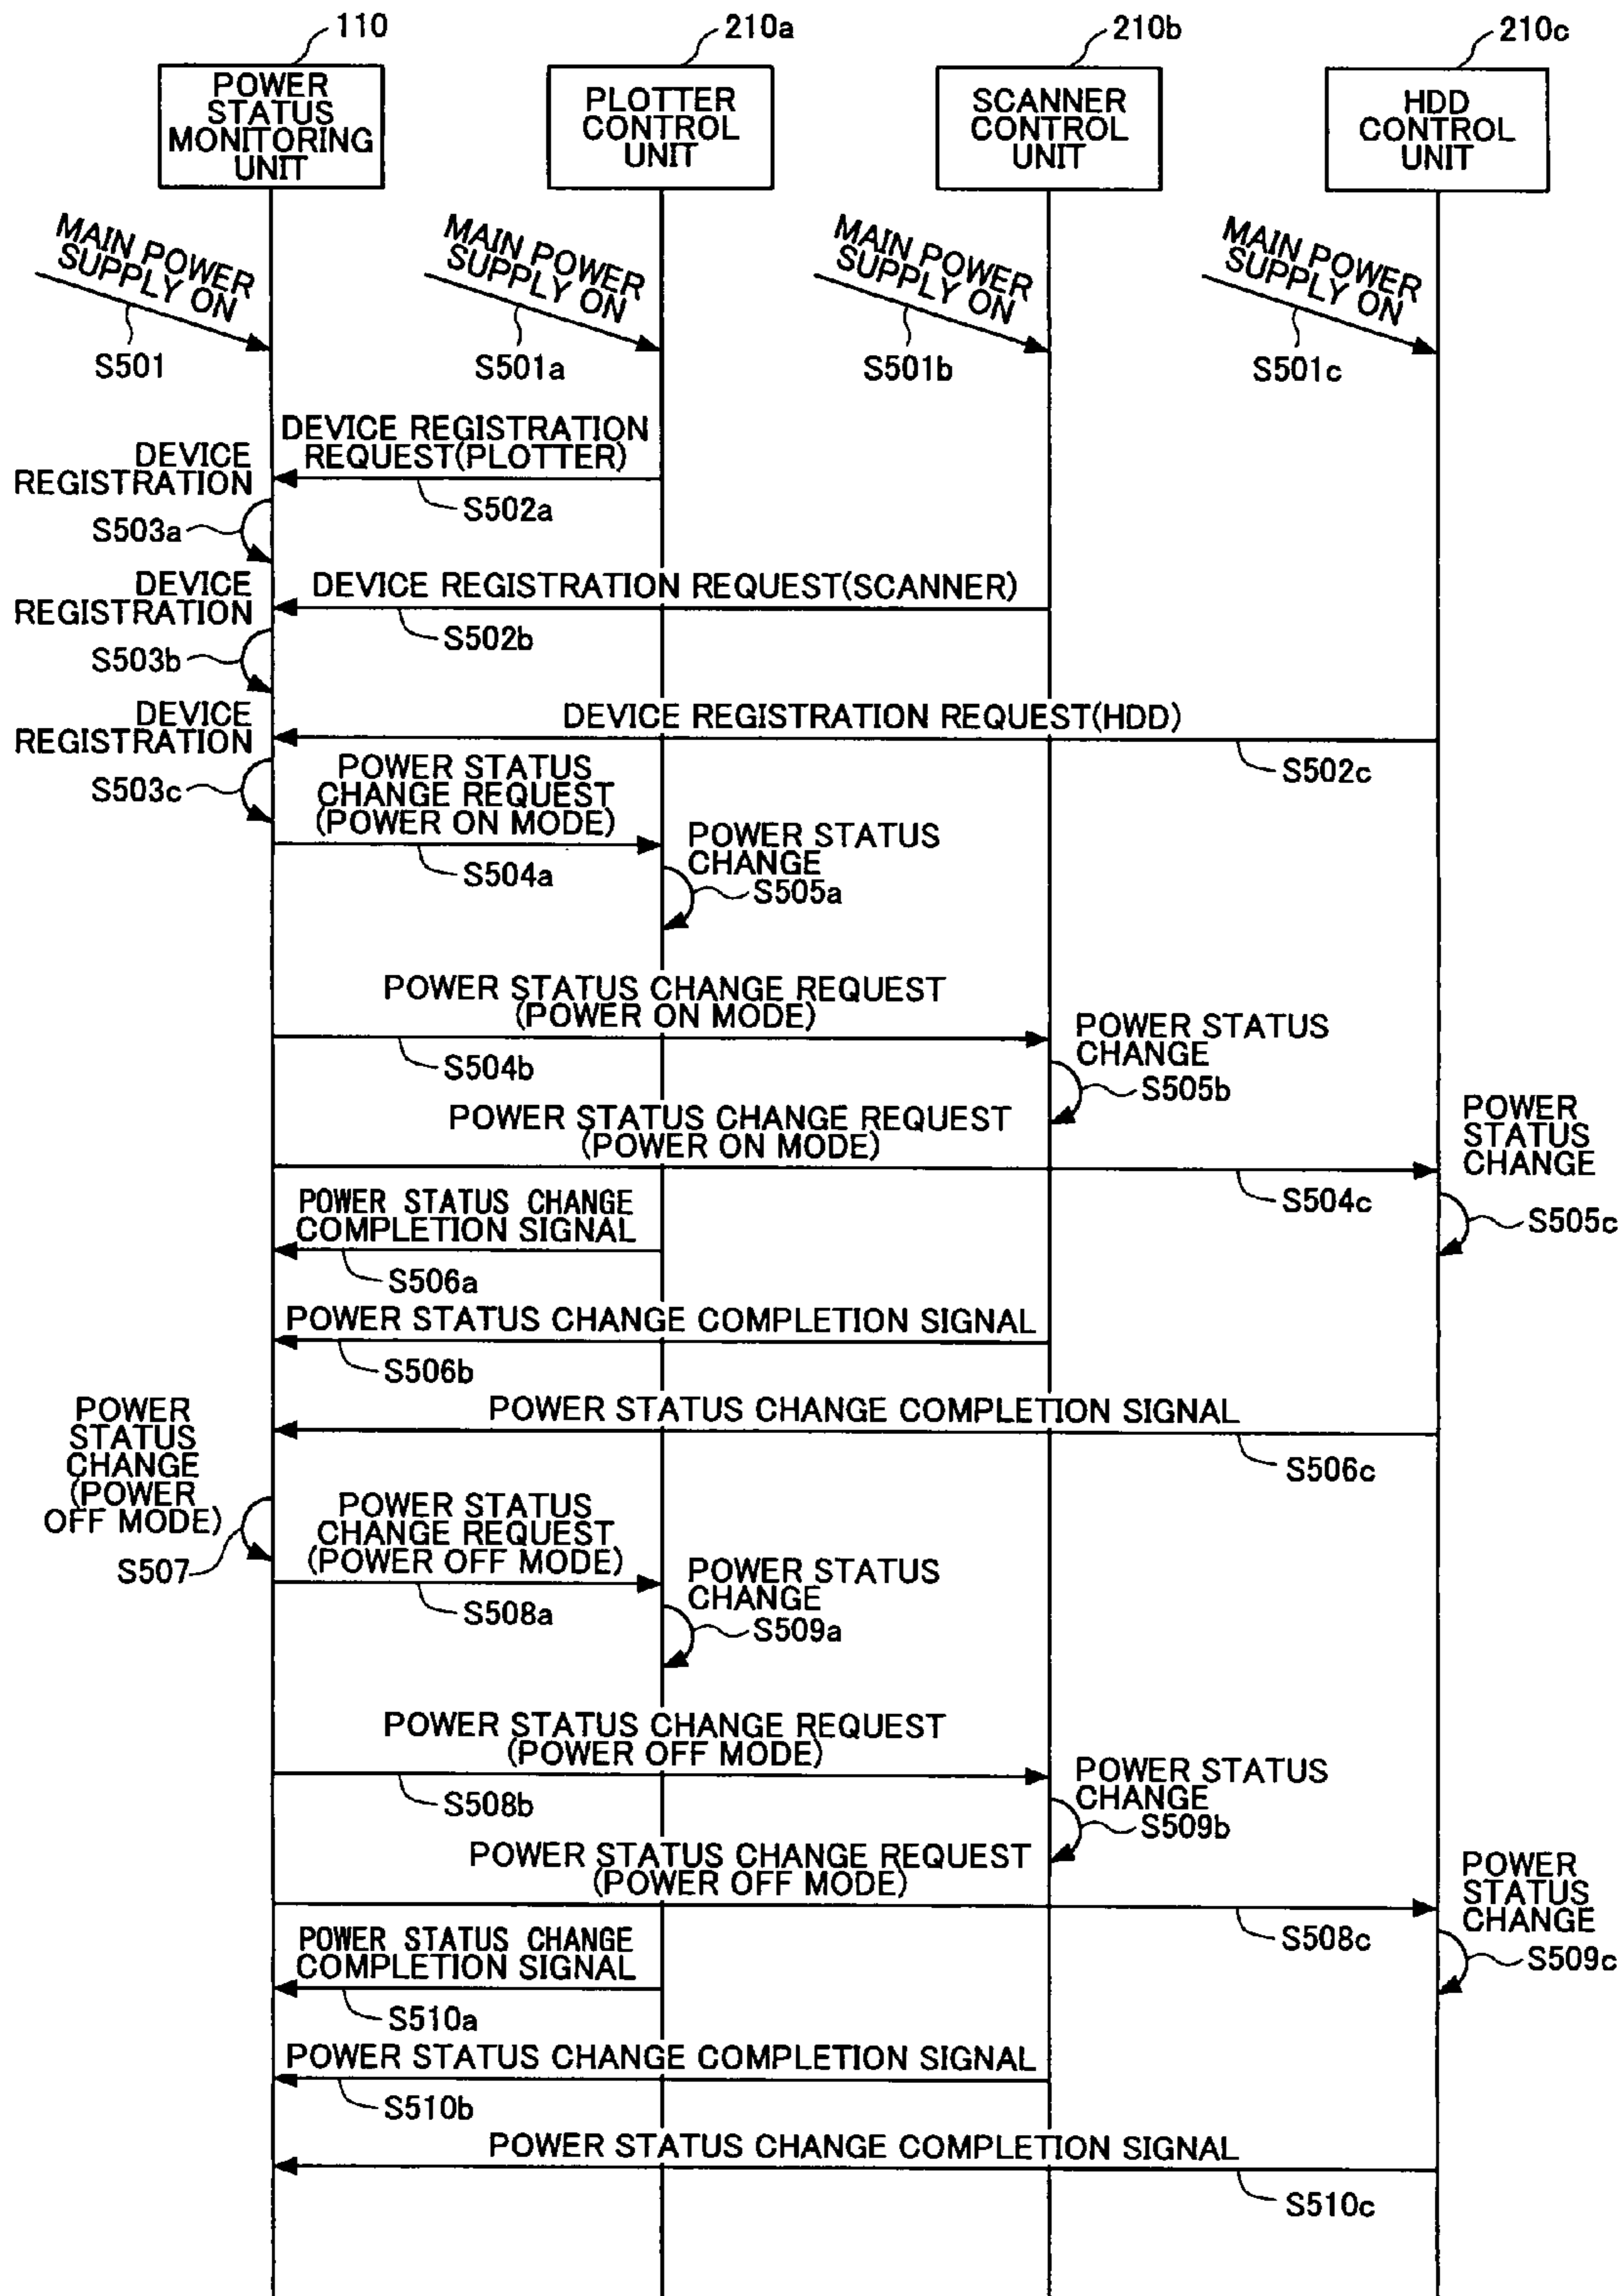 110
210a
210b
210c
POWER
STATUS
MONITORING
UNIT
PLOTTER
CONTROL
UNIT
SCANNER
CONTROL
UNIT
HDD
CONTROL
UNIT
MAIN POWER
SUPPLY ON
S501
MAIN POWER
SUPPLY ON
S501a
MAIN POWER
SUPPLY ON
S501b
MAIN POWER
SUPPLY ON
S501c
DEVICE REGISTRATION
REQUEST(PLOTTER)
S502a
DEVICE
REGISTRATION
S503a
DEVICE REGISTRATION REQUEST(SCANNER)
S502b
DEVICE
REGISTRATION
S503b
DEVICE REGISTRATION REQUEST(HDD)
S502c
DEVICE
REGISTRATION
S503c
POWER STATUS
CHANGE REQUEST
(POWER ON MODE)
S504a
POWER STATUS
CHANGE
S505a
POWER STATUS CHANGE REQUEST
(POWER ON MODE)
S504b
POWER STATUS
CHANGE
S505b
POWER STATUS CHANGE REQUEST
(POWER ON MODE)
S504c
POWER
STATUS
CHANGE
S505c
POWER STATUS CHANGE
COMPLETION SIGNAL
S506a
POWER STATUS CHANGE COMPLETION SIGNAL
S506b
POWER STATUS CHANGE COMPLETION SIGNAL
S506c
POWER
STATUS
CHANGE
(POWER
OFF MODE)
S507
POWER STATUS
CHANGE REQUEST
(POWER OFF MODE)
S508a
POWER STATUS
CHANGE
S509a
POWER STATUS CHANGE REQUEST
(POWER OFF MODE)
S508b
POWER STATUS
CHANGE
S509b
POWER STATUS CHANGE REQUEST
(POWER OFF MODE)
S508c
POWER
STATUS
CHANGE
S509c
POWER STATUS CHANGE
COMPLETION SIGNAL
S510a
POWER STATUS CHANGE COMPLETION SIGNAL
S510b
POWER STATUS CHANGE COMPLETION SIGNAL
S510c